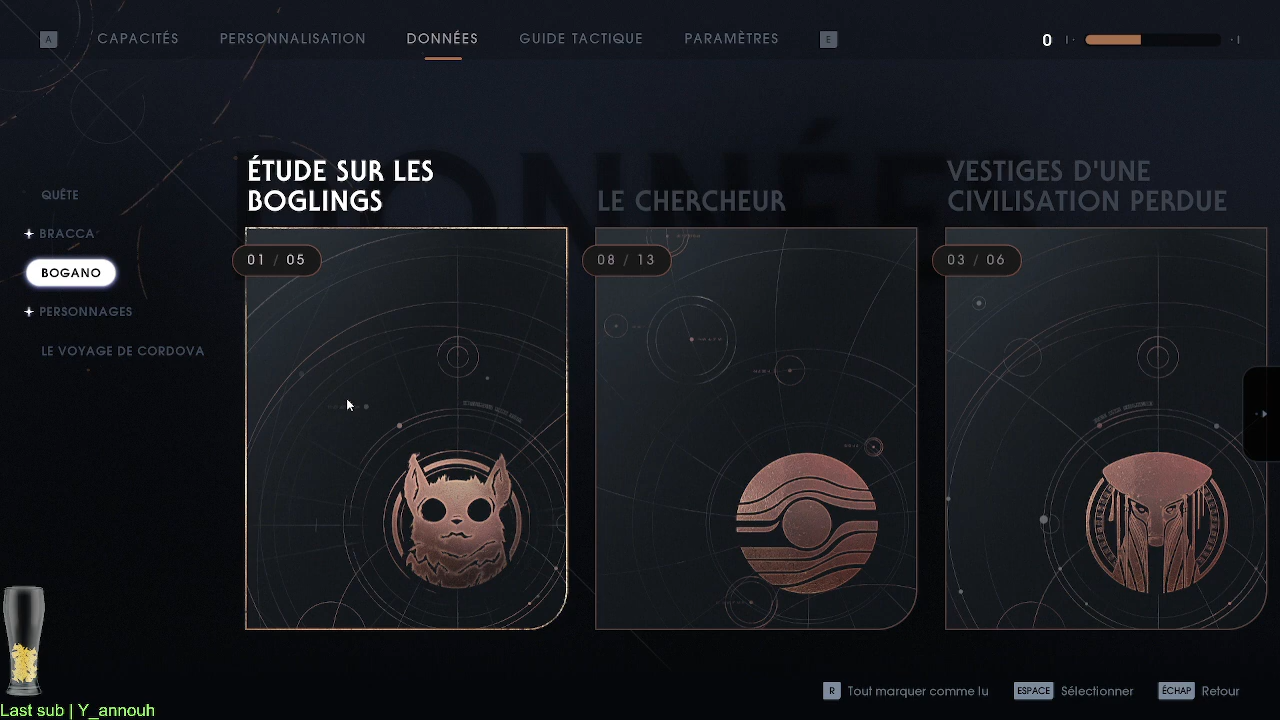 A CAPACITÉS PERSONNALISATION DONNÉES GUIDE TACTIQUE PARAMÈTRES E 0
DONNÉES
QUÊTE
BRACCA
BOGANO
PERSONNAGES
LE VOYAGE DE CORDOVA
ÉTUDE SUR LES
BOGLINGS
01 / 05
LE CHERCHEUR
08 / 13
VESTIGES D'UNE
CIVILISATION PERDUE
03 / 06
R Tout marquer comme lu ESPACE Sélectionner ÉCHAP Retour
Last sub | Y_annouh